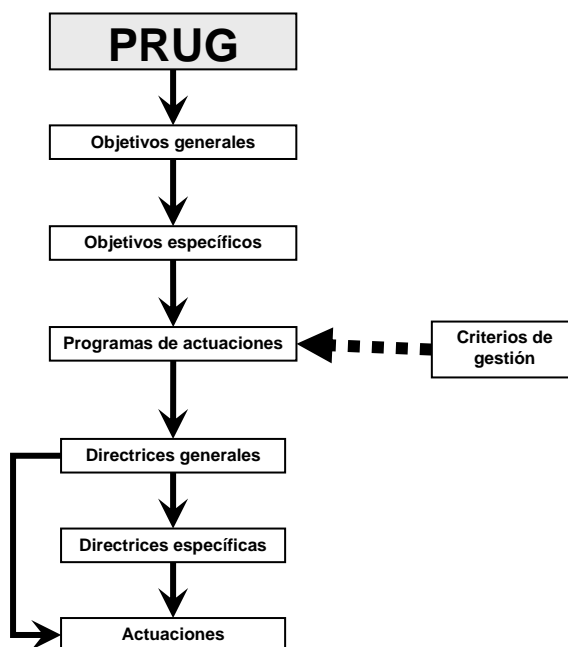 PRUG
Objetivos generales
Objetivos específicos
Programas de actuaciones
Criterios de
gestión
Directrices generales
Directrices específicas
Actuaciones